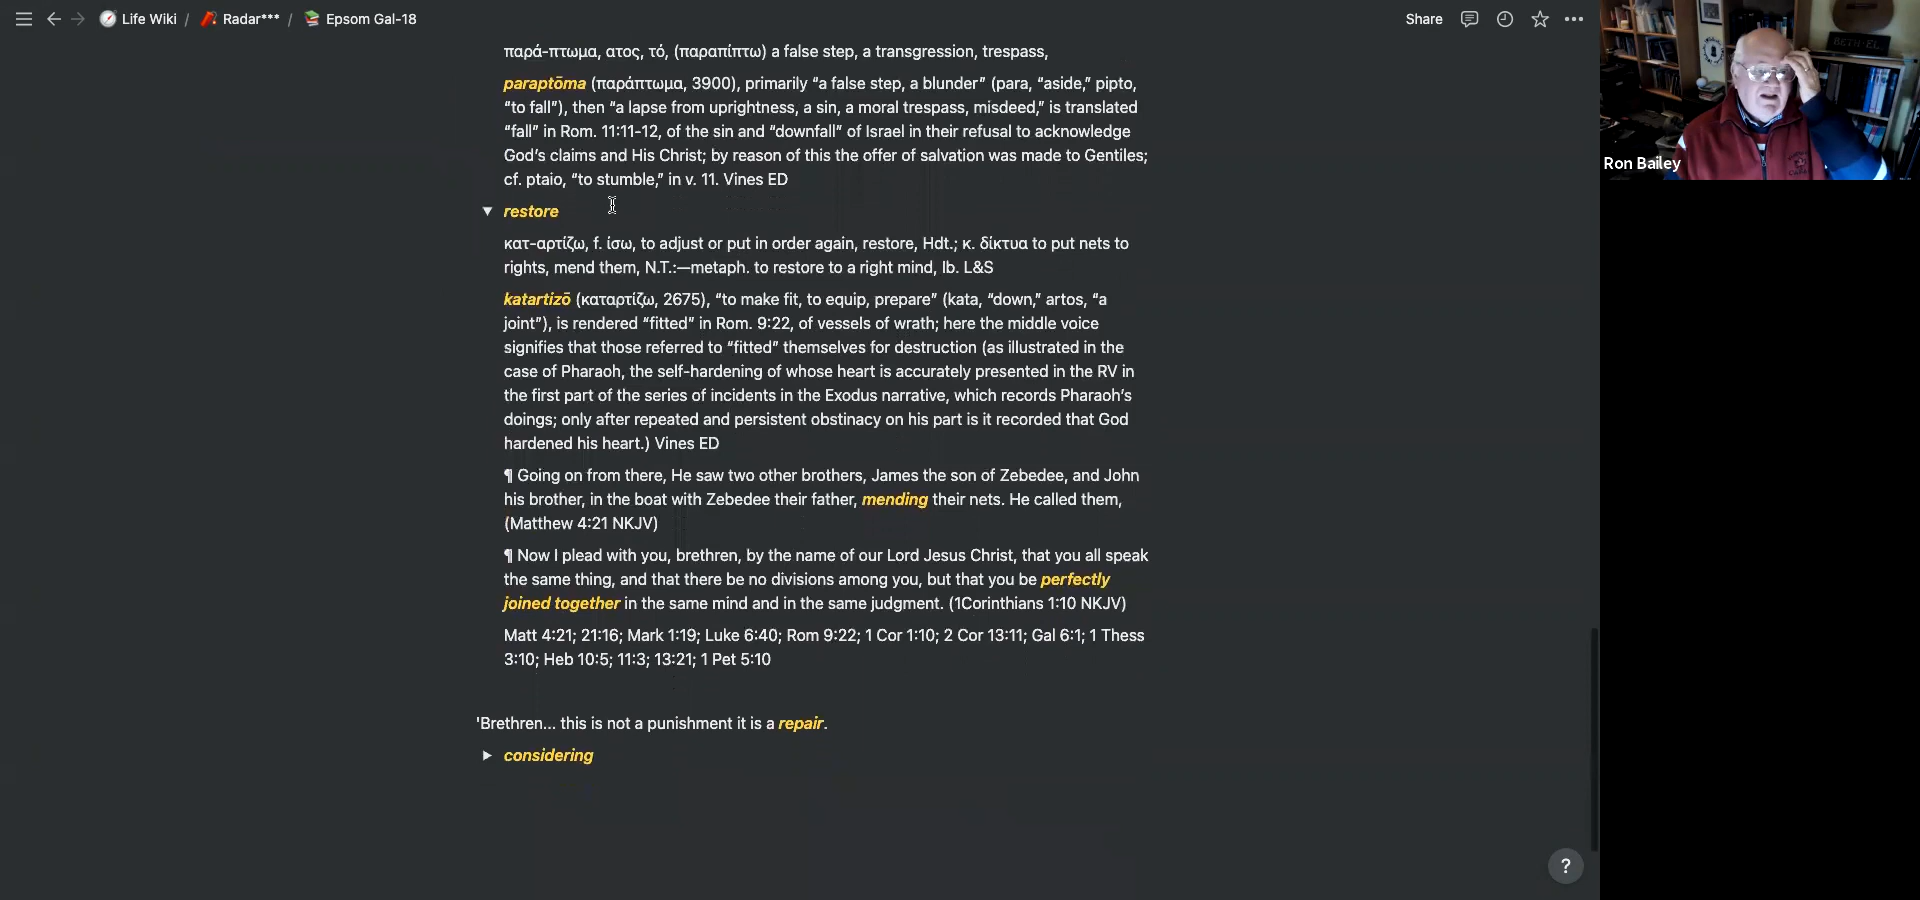 Life Wiki / Radar*** / Epsom Gal-18
Share
παρά-πτωμα, ατος, τό, (παραπίπτω) a false step, a transgression, trespass,
paraptōma (παράπτωμα, 3900), primarily “a false step, a blunder” (para, “aside,” pipto,
“to fall”), then “a lapse from uprightness, a sin, a moral trespass, misdeed,” is translated
“fall” in Rom. 11:11-12, of the sin and “downfall” of Israel in their refusal to acknowledge
God’s claims and His Christ; by reason of this the offer of salvation was made to Gentiles;
cf. ptaio, “to stumble,” in v. 11. Vines ED
restore
κατ-αρτίζω, f. ίσω, to adjust or put in order again, restore, Hdt.; κ. δίκτυα to put nets to
rights, mend them, N.T.:—metaph. to restore to a right mind, Ib. L&S
katartizō (καταρτίζω, 2675), “to make fit, to equip, prepare” (kata, “down,” artos, “a
joint”), is rendered “fitted” in Rom. 9:22, of vessels of wrath; here the middle voice
signifies that those referred to “fitted” themselves for destruction (as illustrated in the
case of Pharaoh, the self-hardening of whose heart is accurately presented in the RV in
the first part of the series of incidents in the Exodus narrative, which records Pharaoh’s
doings; only after repeated and persistent obstinacy on his part is it recorded that God
hardened his heart.) Vines ED
¶ Going on from there, He saw two other brothers, James the son of Zebedee, and John
his brother, in the boat with Zebedee their father, mending their nets. He called them,
(Matthew 4:21 NKJV)
¶ Now I plead with you, brethren, by the name of our Lord Jesus Christ, that you all speak
the same thing, and that there be no divisions among you, but that you be perfectly
joined together in the same mind and in the same judgment. (1Corinthians 1:10 NKJV)
Matt 4:21; 21:16; Mark 1:19; Luke 6:40; Rom 9:22; 1 Cor 1:10; 2 Cor 13:11; Gal 6:1; 1 Thess
3:10; Heb 10:5; 11:3; 13:21; 1 Pet 5:10
'Brethren... this is not a punishment it is a repair.
considering
?
BETH-EL
Ron Bailey